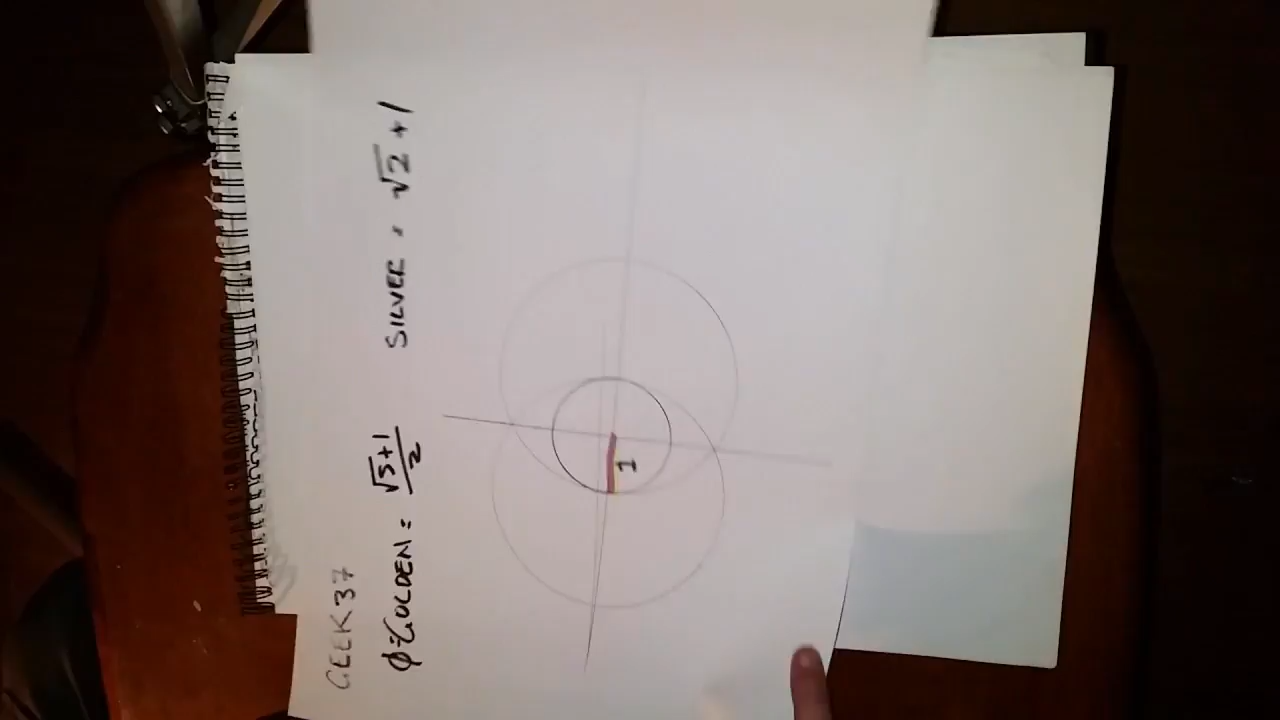 GEEK37
φ=GOLDEN = √5+1/2 SILVER = √2 + 1
1